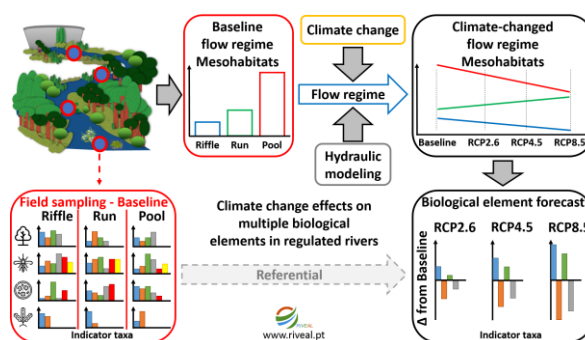 Baseline
flow regime
Mesohabitats
Riffle Run Pool
Climate change
Flow regime
Hydraulic
modeling
Climate-changed
flow regime
Mesohabitats
Baseline RCP2.6 RCP4.5 RCP8.5
Field sampling - Baseline
Riffle Run Pool
Indicator taxa
Climate change effects on
multiple biological
elements in regulated rivers
Referential
RIVEAL
www.riveal.pt
Biological element forecast
RCP2.6 RCP4.5 RCP8.5
Δ from Baseline
Indicator taxa